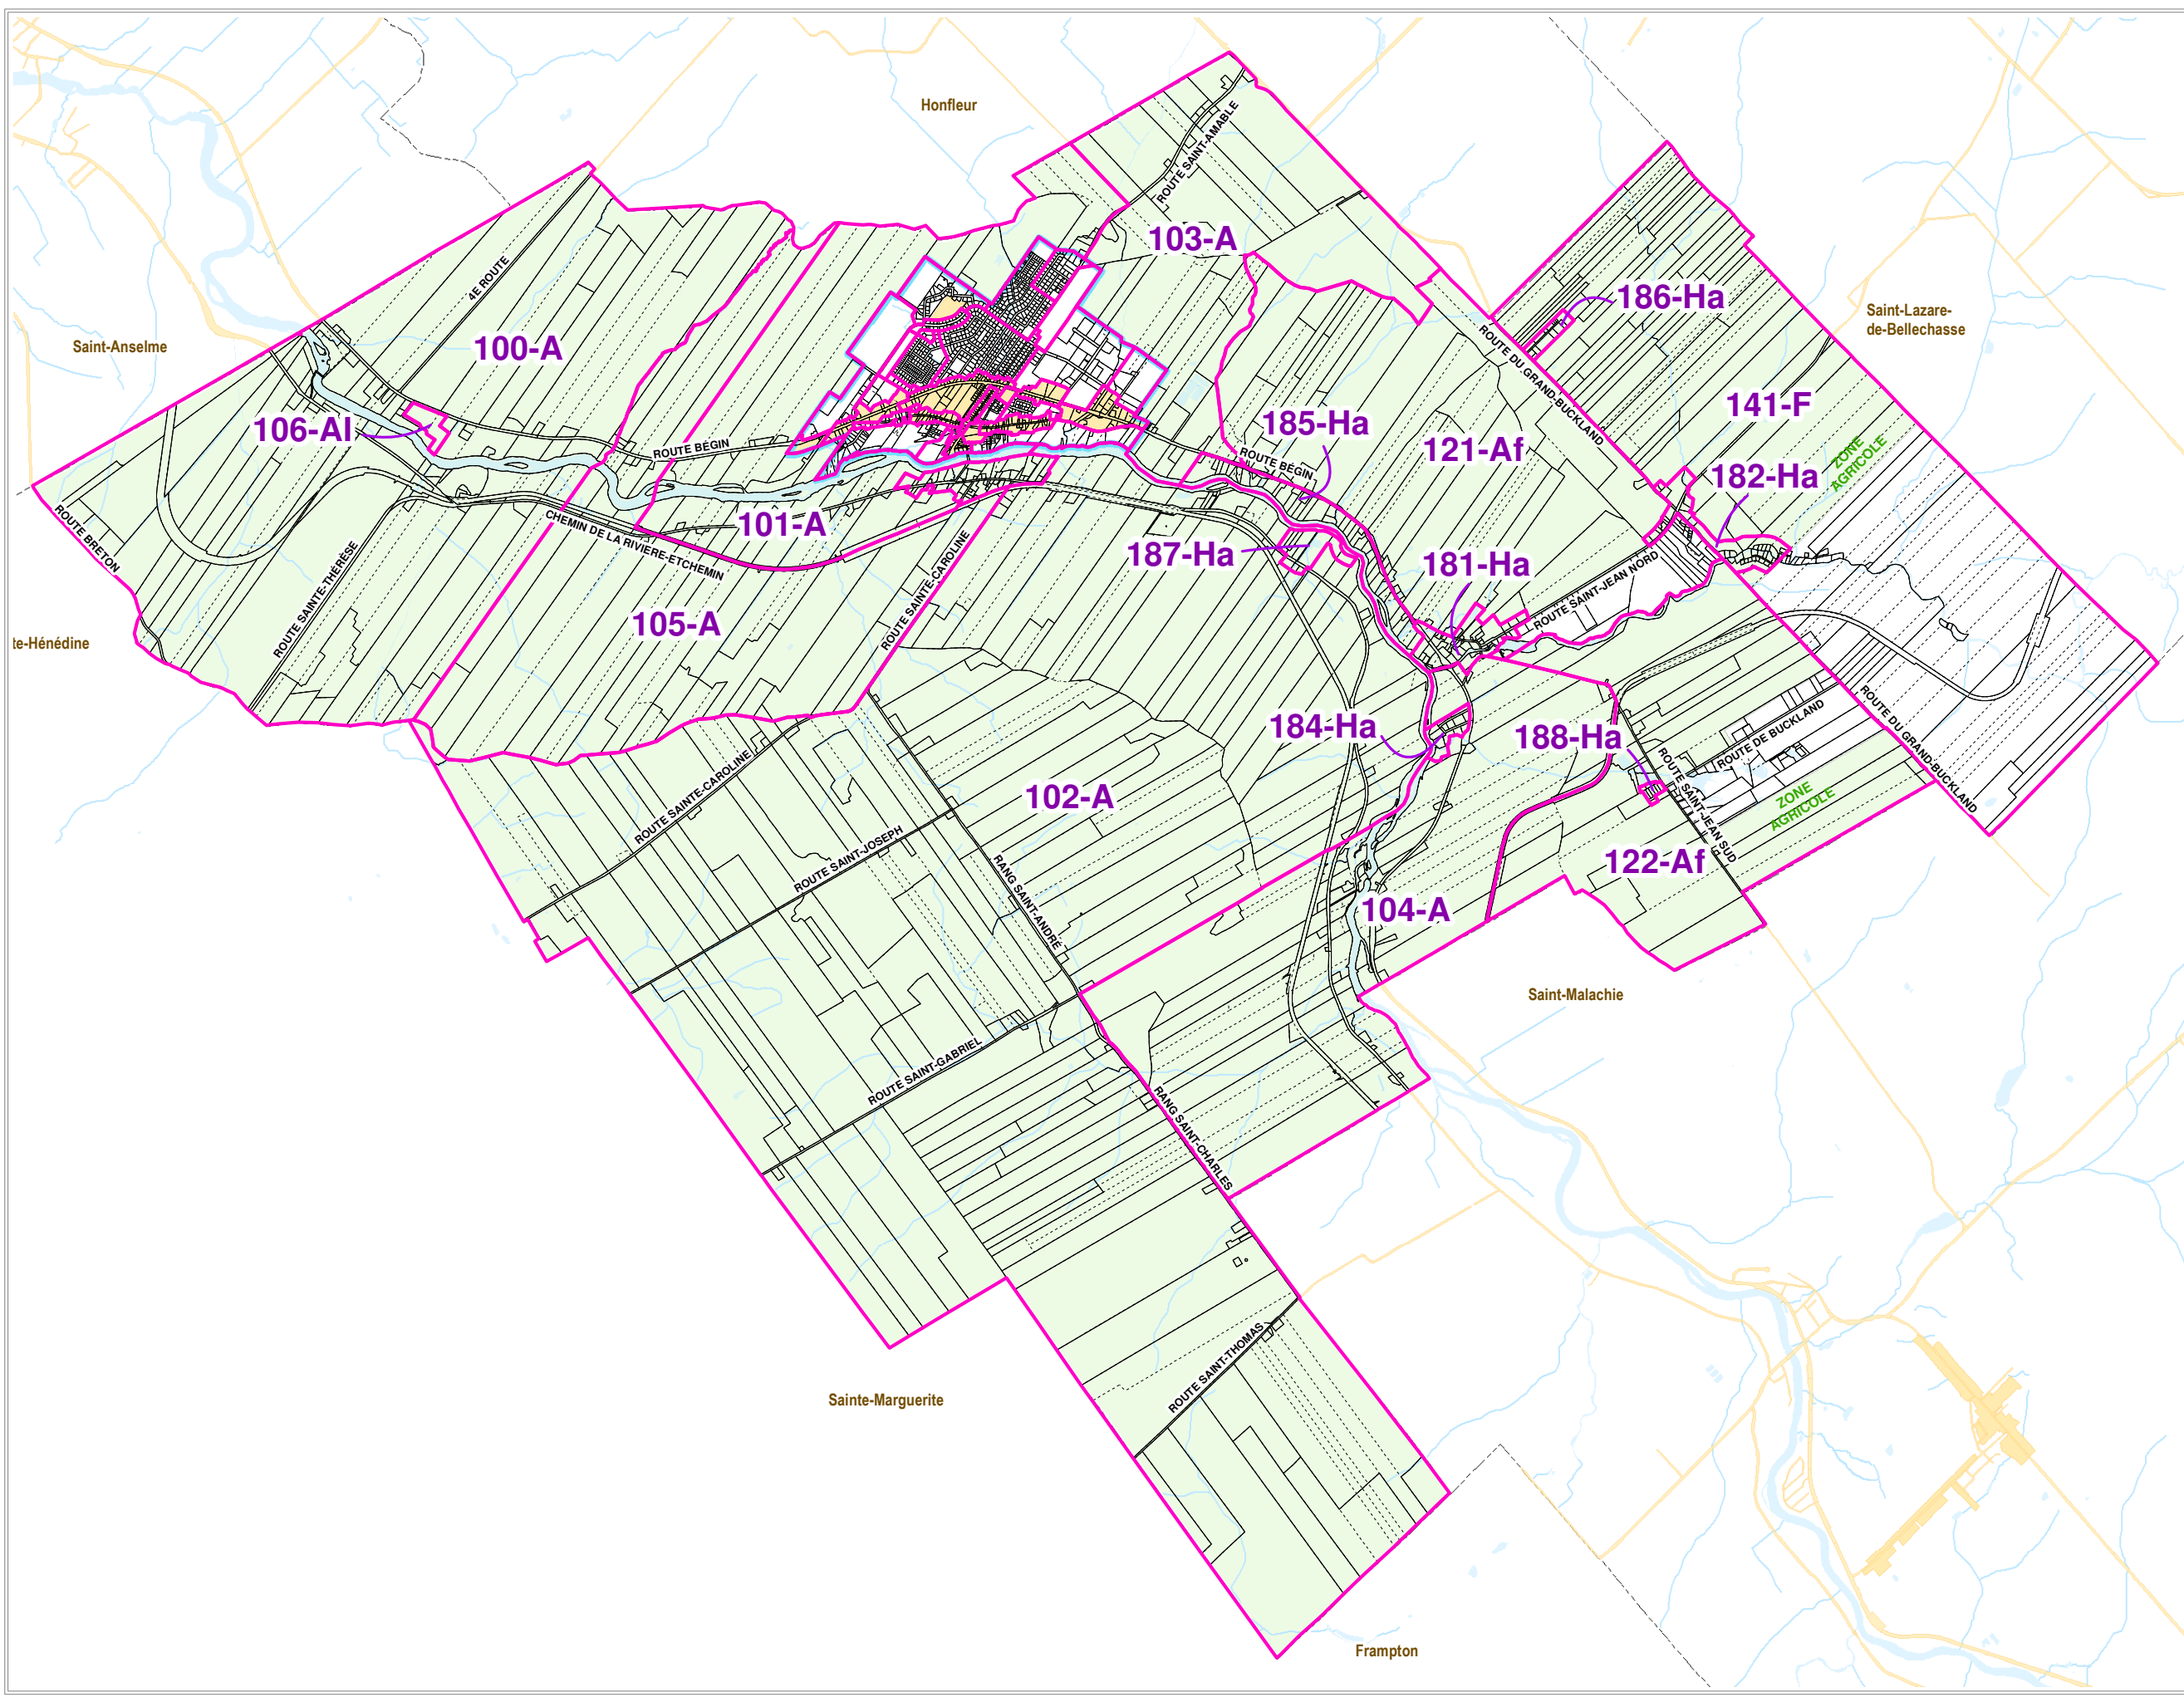 Honfleur
ROUTE SAINT-AMABLE
103-A
4E ROUTE
186-Ha
Saint-Lazare-
de-Bellechasse
Saint-Anselme
100-A
ROUTE DU GRAND-BUCKLAND
141-F
106-AI
185-Ha
121-Af
ROUTE BÉGIN
ROUTE BÉGIN
ZONE
AGRICOLE
182-Ha
ROUTE BRETON
101-A
CHEMIN DE LA RIVIERE-ETCHEMIN
187-Ha
181-Ha
ROUTE SAINTE-THÉRÈSE
ROUTE SAINTE-CAROLINE
ROUTE SAINT-JEAN NORD
105-A
te-Hénédine
184-Ha
188-Ha
ROUTE DE BUCKLAND
ROUTE DU GRAND-BUCKLAND
ROUTE SAINTE-CAROLINE
102-A
ROUTE SAINT-JEAN SUD
ZONE
AGRICOLE
ROUTE SAINT-JOSEPH
122-Af
RANG SAINT-ANDRÉ
104-A
Saint-Malachie
ROUTE SAINT-GABRIEL
RANG SAINT-CHARLES
ROUTE SAINT-THOMAS
Sainte-Marguerite
Frampton